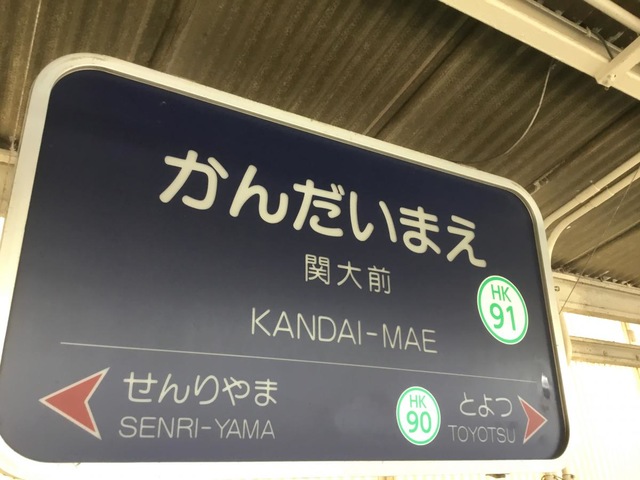 かんだいまえ
関大前
KANDAI-MAE
HK
91
せんりやま
SENRI-YAMA
HK
90
とよつ
TOYOTSU